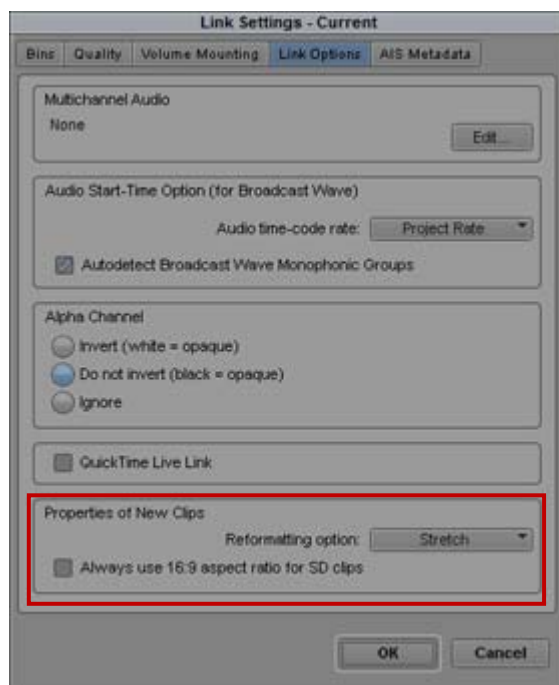 Link Settings - Current
Bins Quality Volume Mounting Link Options AIS Metadata
Multichannel Audio
None
Edit...
Audio Start-Time Option (for Broadcast Wave)
Audio time-code rate: Project Rate
Autodetect Broadcast Wave Monophonic Groups
Alpha Channel
Invert (white = opaque)
Do not invert (black = opaque)
Ignore
QuickTime Live Link
Properties of New Clips
Reformatting option: Stretch
Always use 16:9 aspect ratio for SD clips
OK Cancel